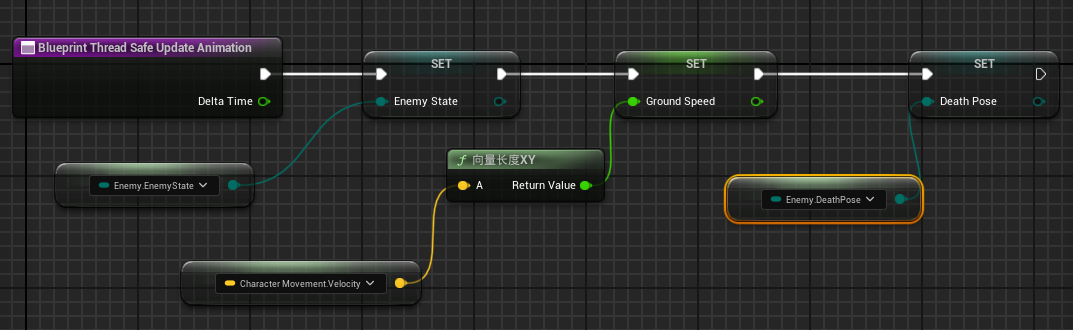 Blueprint Thread Safe Update Animation
Delta Time
SET
Enemy State
SET
Ground Speed
SET
Death Pose
Enemy.EnemyState
f 向量长度XY
A Return Value
Enemy.DeathPose
Character Movement.Velocity